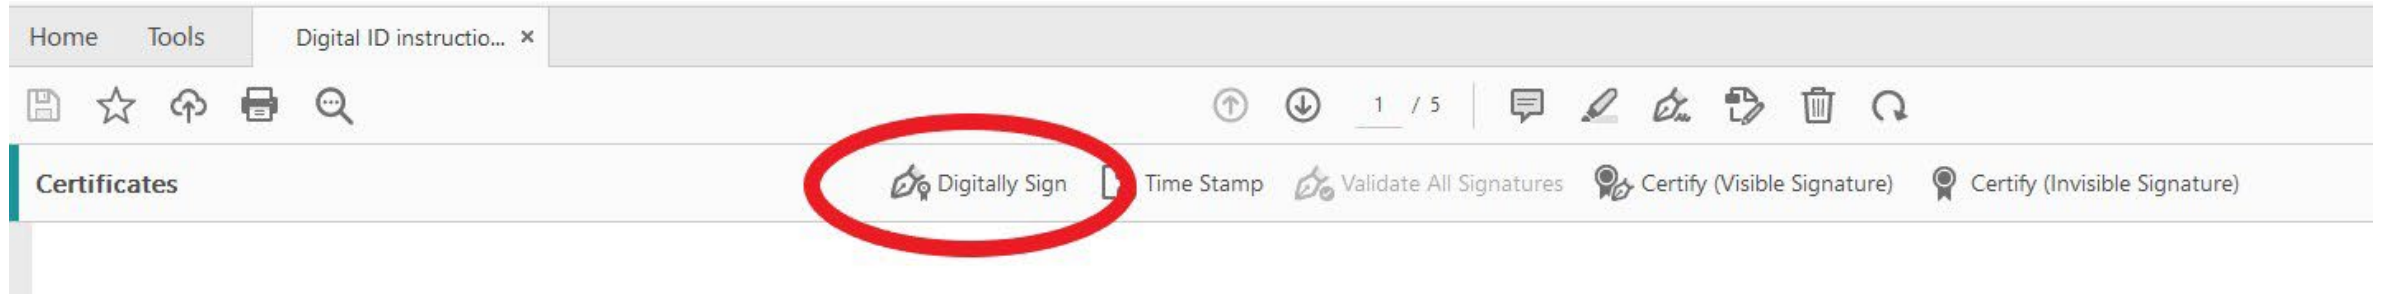 Home Tools Digital ID instructio... ×
1 / 5
Certificates Digitally Sign Time Stamp Validate All Signatures Certify (Visible Signature) Certify (Invisible Signature)